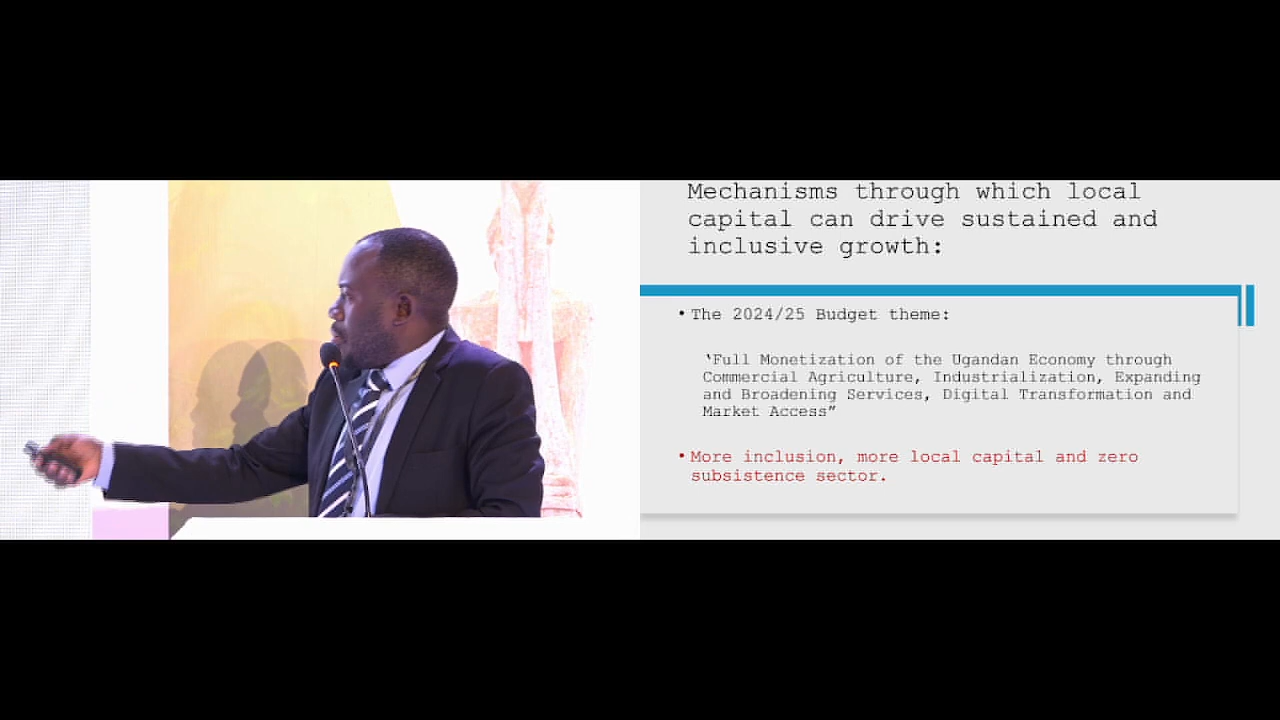 Mechanisms through which local
capital can drive sustained and
inclusive growth:
• The 2024/25 Budget theme:
‘Full Monetization of the Ugandan Economy through
Commercial Agriculture, Industrialization, Expanding
and Broadening Services, Digital Transformation and
Market Access”
• More inclusion, more local capital and zero
subsistence sector.